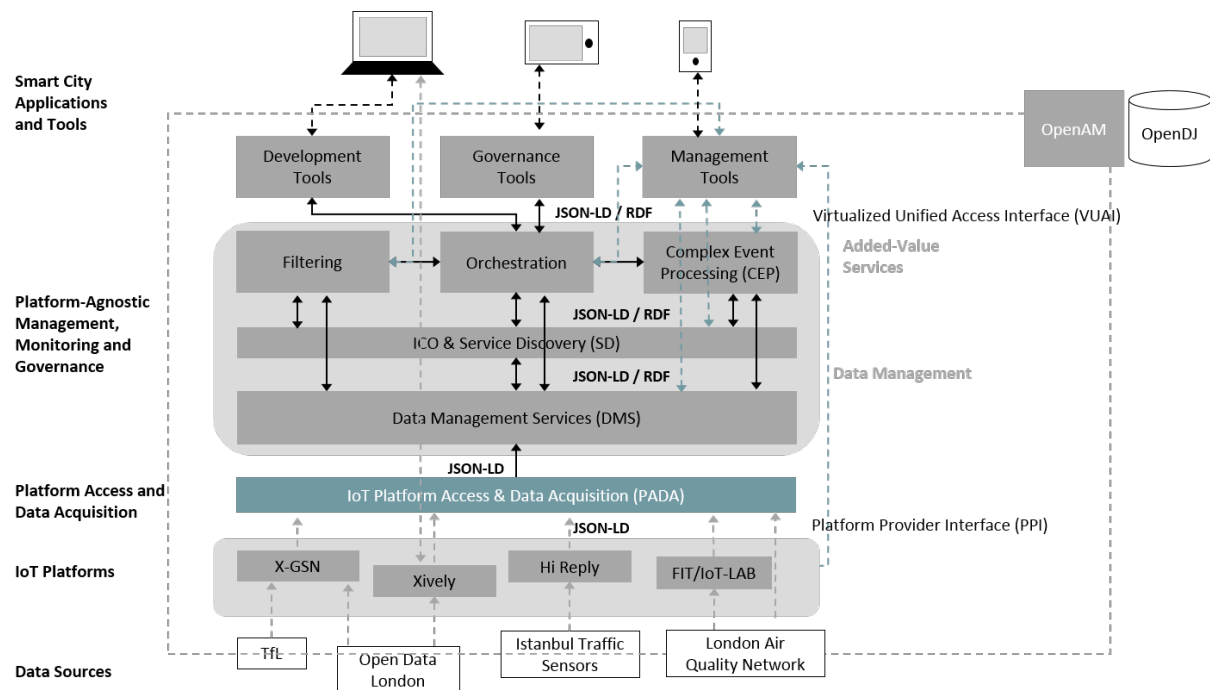 Smart City
Applications
and Tools
OpenAM
OpenDJ
Development
Tools
Governance
Tools
Management
Tools
JSON-LD / RDF
Virtualized Unified Access Interface (VUAI)
Added-Value
Services
Filtering
Orchestration
Complex Event
Processing (CEP)
Platform-Agnostic
Management,
Monitoring and
Governance
JSON-LD / RDF
ICO & Service Discovery (SD)
JSON-LD / RDF
Data Management
Data Management Services (DMS)
JSON-LD
Platform Access and
Data Acquisition
IoT Platform Access & Data Acquisition (PADA)
JSON-LD
Platform Provider Interface (PPI)
IoT Platforms
X-GSN
Xively
Hi Reply
FIT/IoT-LAB
TfL
Open Data
London
Istanbul Traffic
Sensors
London Air
Quality Network
Data Sources